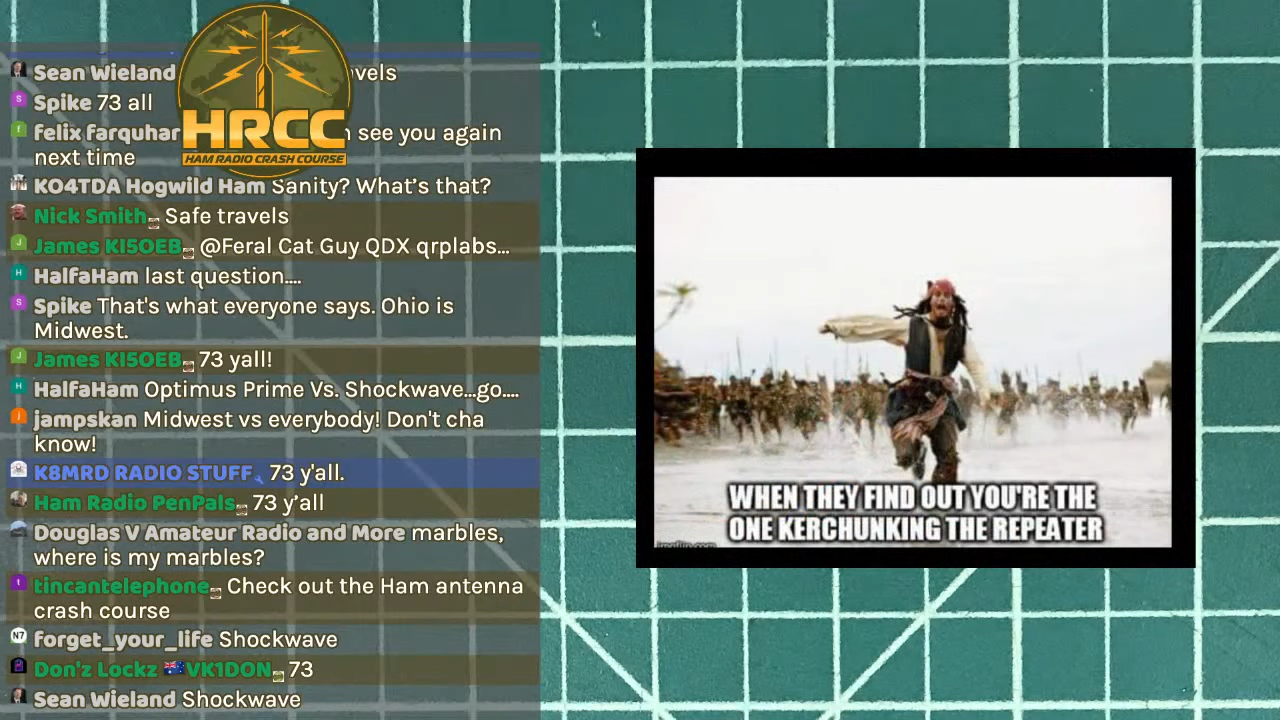 Sean Wieland vels
Spike 73 all
felix farquhar n see you again
next time
KO4TDA Hogwild Ham Sanity? What's that?
Nick Smith Safe travels
James KI5OEB @Feral Cat Guy QDX qrplabs...
HalfaHam last question....
Spike That's what everyone says. Ohio is
Midwest.
James KI5OEB 73 yall!
HalfaHam Optimus Prime Vs. Shockwave...go....
jampskan Midwest vs everybody! Don't cha
know!
K8MRD RADIO STUFF 73 y'all.
Ham Radio PenPals 73 y'all
Douglas V Amateur Radio and More marbles,
where is my marbles?
tincantelephone Check out the Ham antenna
crash course
forget_your_life Shockwave
Don'z Lockz VK1DON 73
Sean Wieland Shockwave
HRCC
HAM RADIO CRASH COURSE
WHEN THEY FIND OUT YOU'RE THE
ONE KERCHUNKING THE REPEATER
imgflip.com